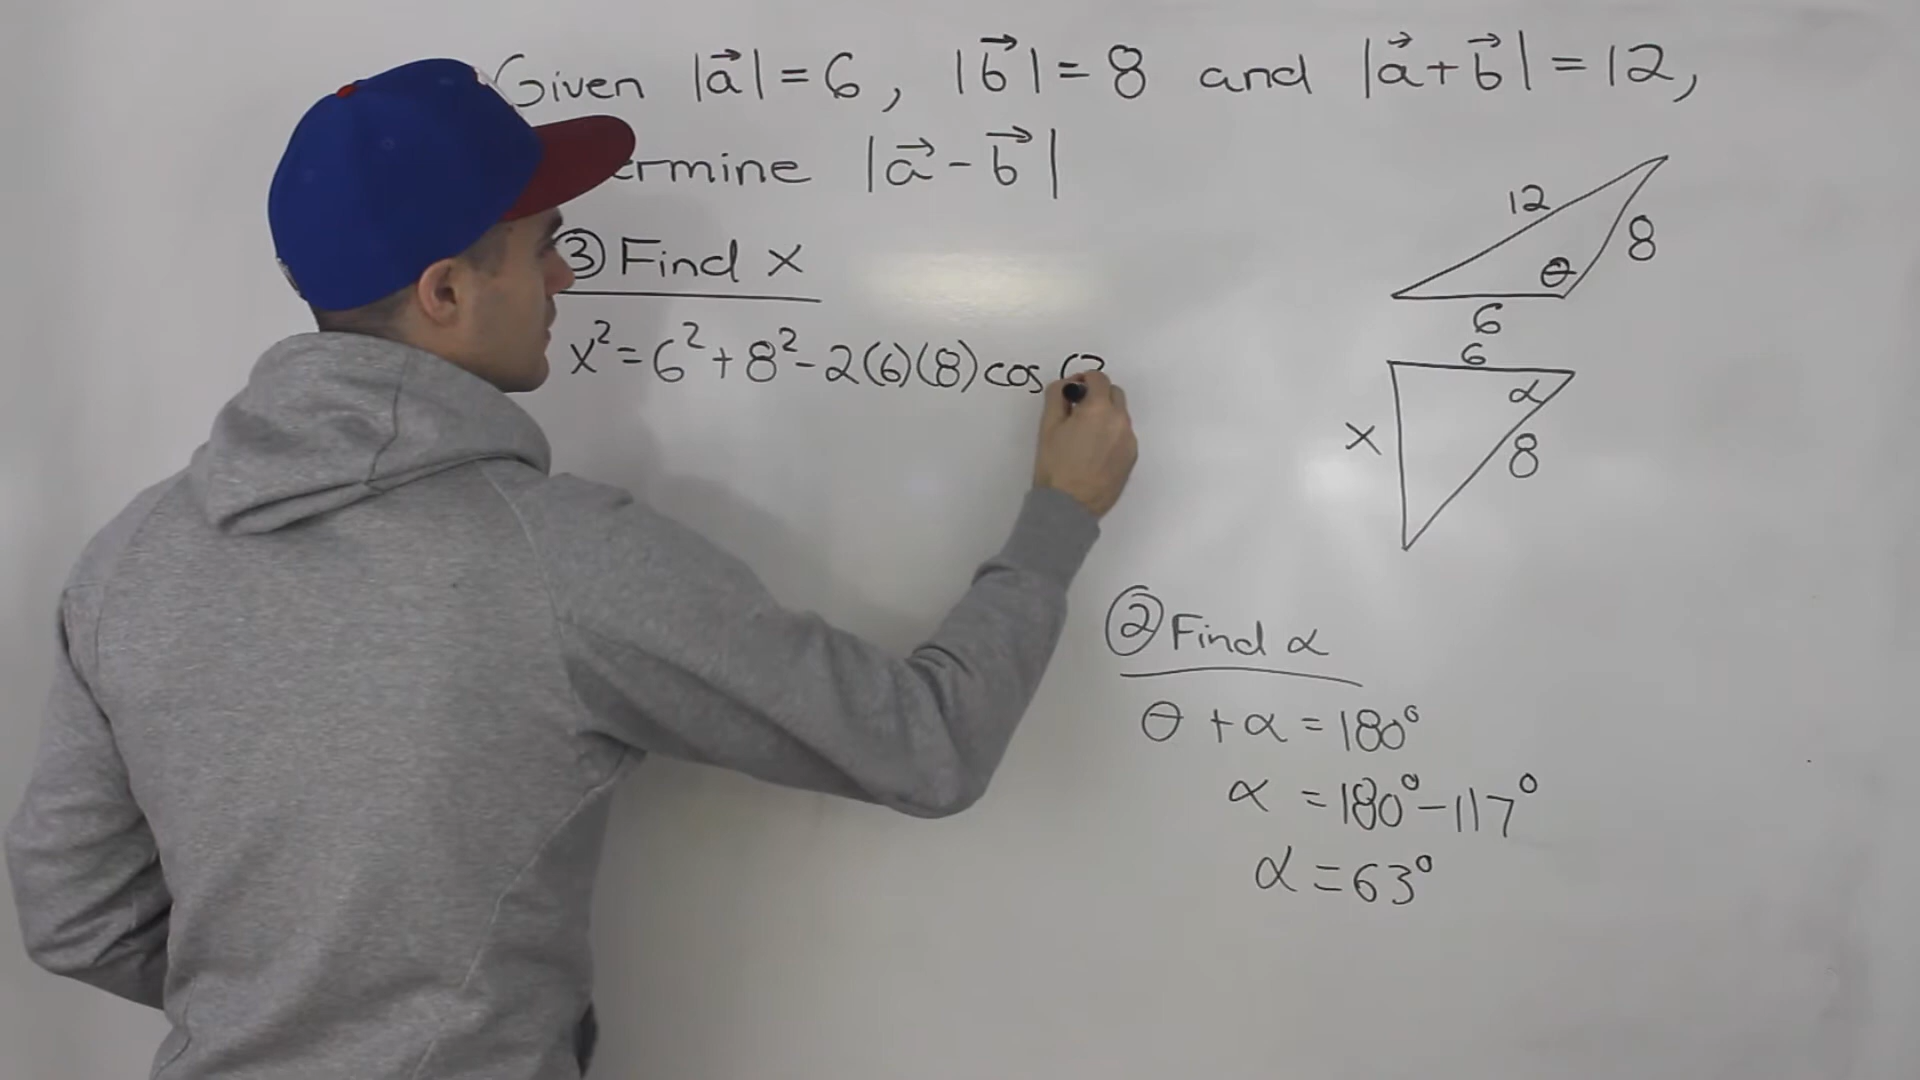 Given |a⃗| = 6, |b⃗| = 8 and |a⃗ + b⃗| = 12,
ermine |a⃗ - b⃗|
③ Find x
x² = 6² + 8² - 2(6)(8) cos(
12
8
θ
6
6
α
x
8
② Find α
θ + α = 180°
α = 180° - 117°
α = 63°